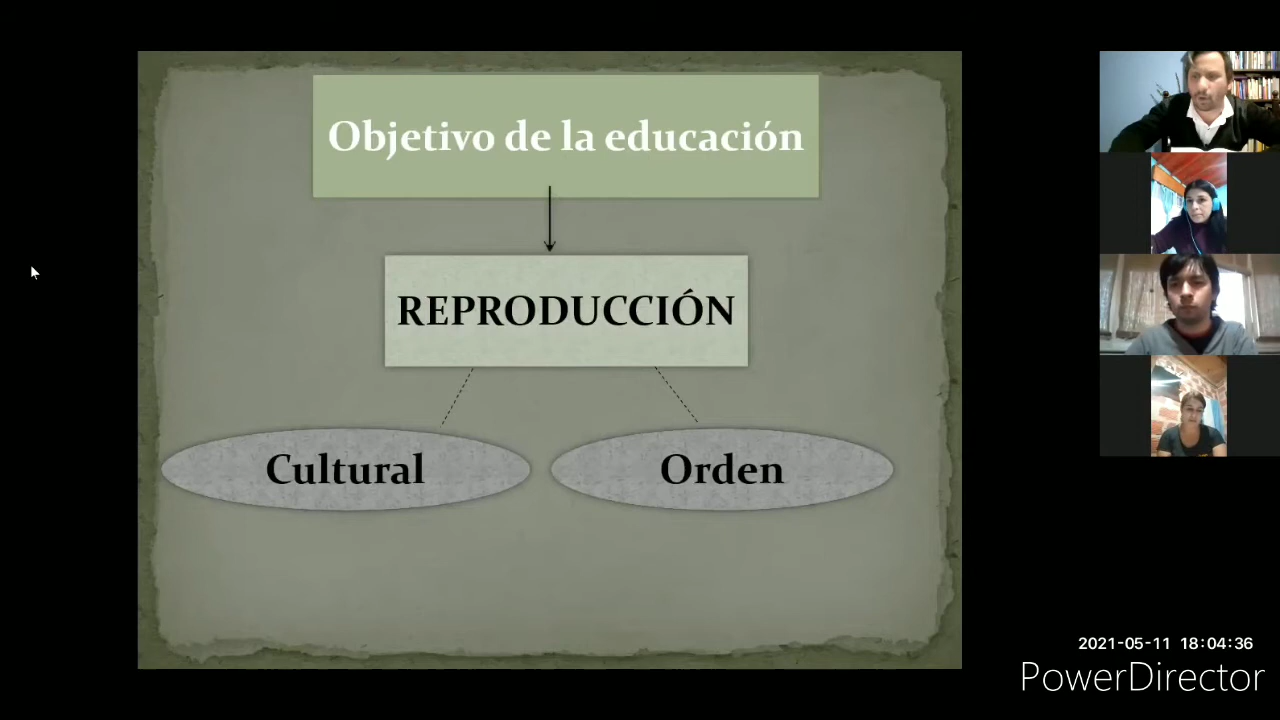 Objetivo de la educación
REPRODUCCIÓN
Cultural
Orden
2021-05-11 18:04:36
PowerDirector